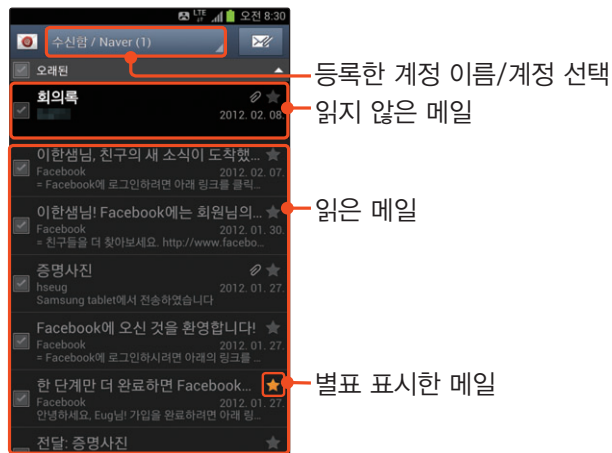 LTE 오전 8:30
수신함 / Naver (1)
오래된
등록한 계정 이름/계정 선택
회의록
2012. 02. 08.
읽지 않은 메일
이한샘님, 친구의 새 소식이 도착했...
Facebook 2012. 02. 07.
= Facebook에 로그인하려면 아래 링크를 클릭...
이한샘님! Facebook에는 회원님의...
Facebook 2012. 01. 30.
= 친구들을 더 찾아보세요. http://www.facebo...
읽은 메일
증명사진
hseug 2012. 01. 27.
Samsung tablet에서 전송하였습니다
Facebook에 오신 것을 환영합니다!
Facebook 2012. 01. 27.
= Facebook에 로그인하시려면 아래의 링크를 ...
한 단계만 더 완료하면 Facebook...
Facebook 2012. 01. 27.
안녕하세요, Eug님! 가입을 완료하려면 아래 링...
별표 표시한 메일
전달: 증명사진